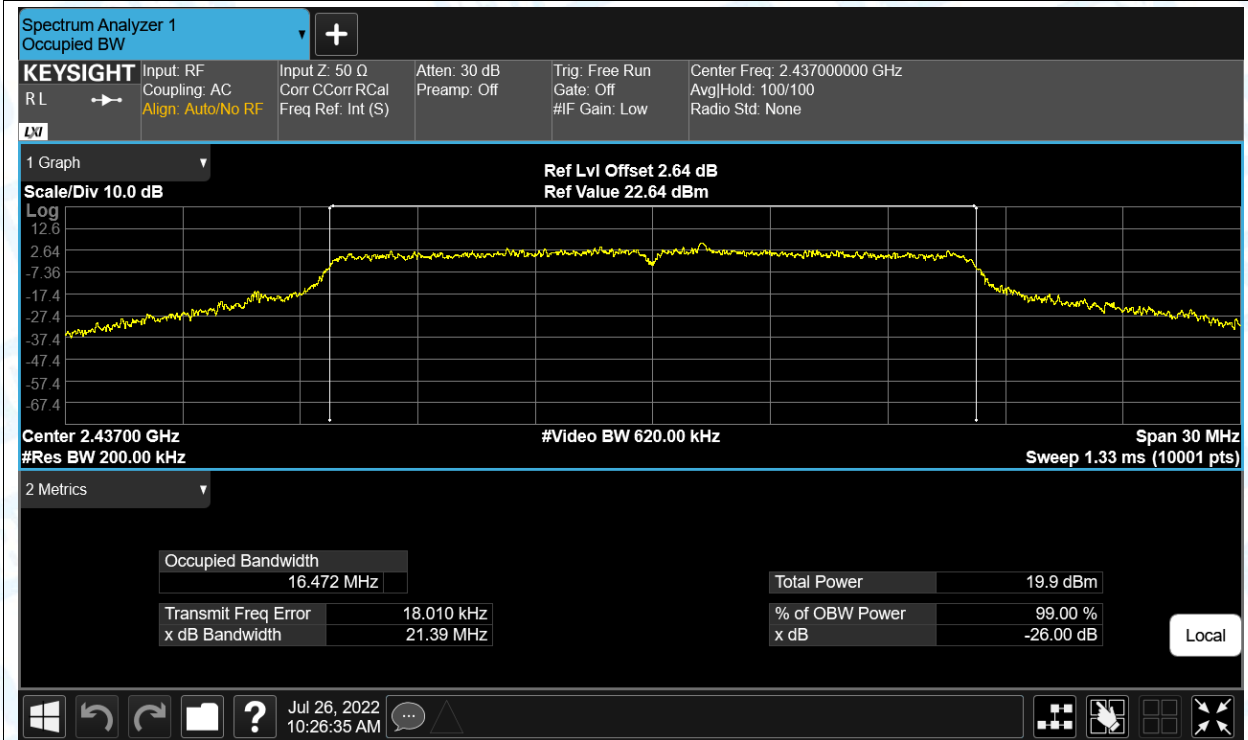 Spectrum Analyzer 1
Occupied BW
KEYSIGHT
R L
LXI
Input: RF
Coupling: AC
Align: Auto/No RF
Input Z: 50 Ω
Corr CCorr RCal
Freq Ref: Int (S)
Atten: 30 dB
Preamp: Off
Trig: Free Run
Gate: Off
#IF Gain: Low
Center Freq: 2.437000000 GHz
Avg|Hold: 100/100
Radio Std: None
1 Graph
Scale/Div 10.0 dB
Ref Lvl Offset 2.64 dB
Ref Value 22.64 dBm
Log
12.6
2.64
-7.36
-17.4
-27.4
-37.4
-47.4
-57.4
-67.4
Center 2.43700 GHz
#Video BW 620.00 kHz
Span 30 MHz
#Res BW 200.00 kHz
Sweep 1.33 ms (10001 pts)
2 Metrics
Occupied Bandwidth
16.472 MHz
Transmit Freq Error 18.010 kHz
x dB Bandwidth 21.39 MHz
Total Power 19.9 dBm
% of OBW Power 99.00 %
x dB -26.00 dB
Local
?
Jul 26, 2022
10:26:35 AM